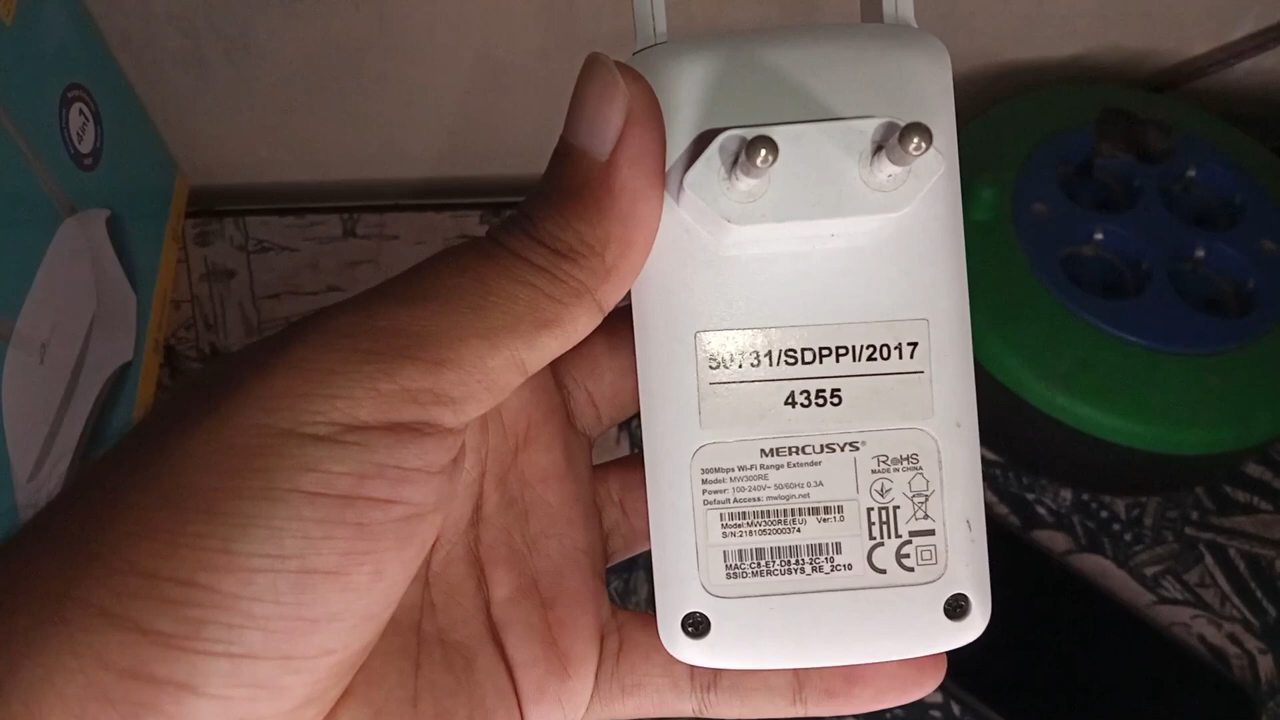 4in1
50731/SDPPI/2017
4355
MERCUSYS®
300Mbps Wi-Fi Range Extender
Model: MW300RE
Power: 100-240V~ 50/60Hz 0.3A
Default Access: mwlogin.net
RoHS
MADE IN CHINA
Model:MW300RE(EU) Ver:1.0
S/N:2181052000374
MAC:C8-E7-D8-83-2C-10
SSID:MERCUSYS_RE_2C10
EAC
CE